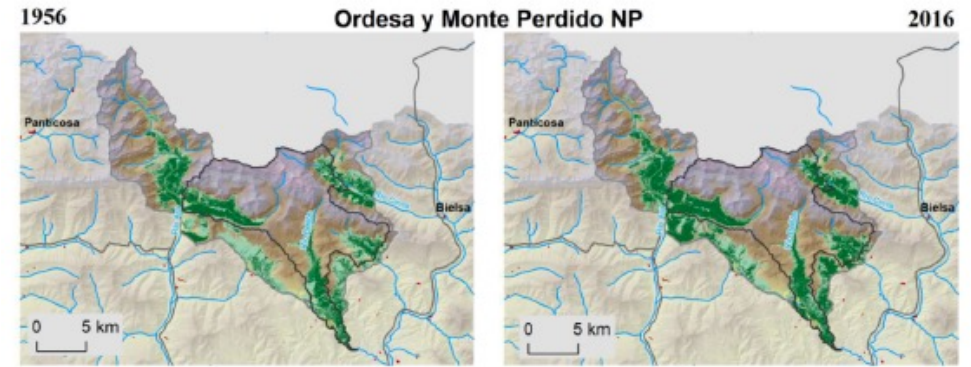 1956
Ordesa y Monte Perdido NP
2016
Panticosa
Bielsa
0 5 km
Panticosa
Bielsa
0 5 km